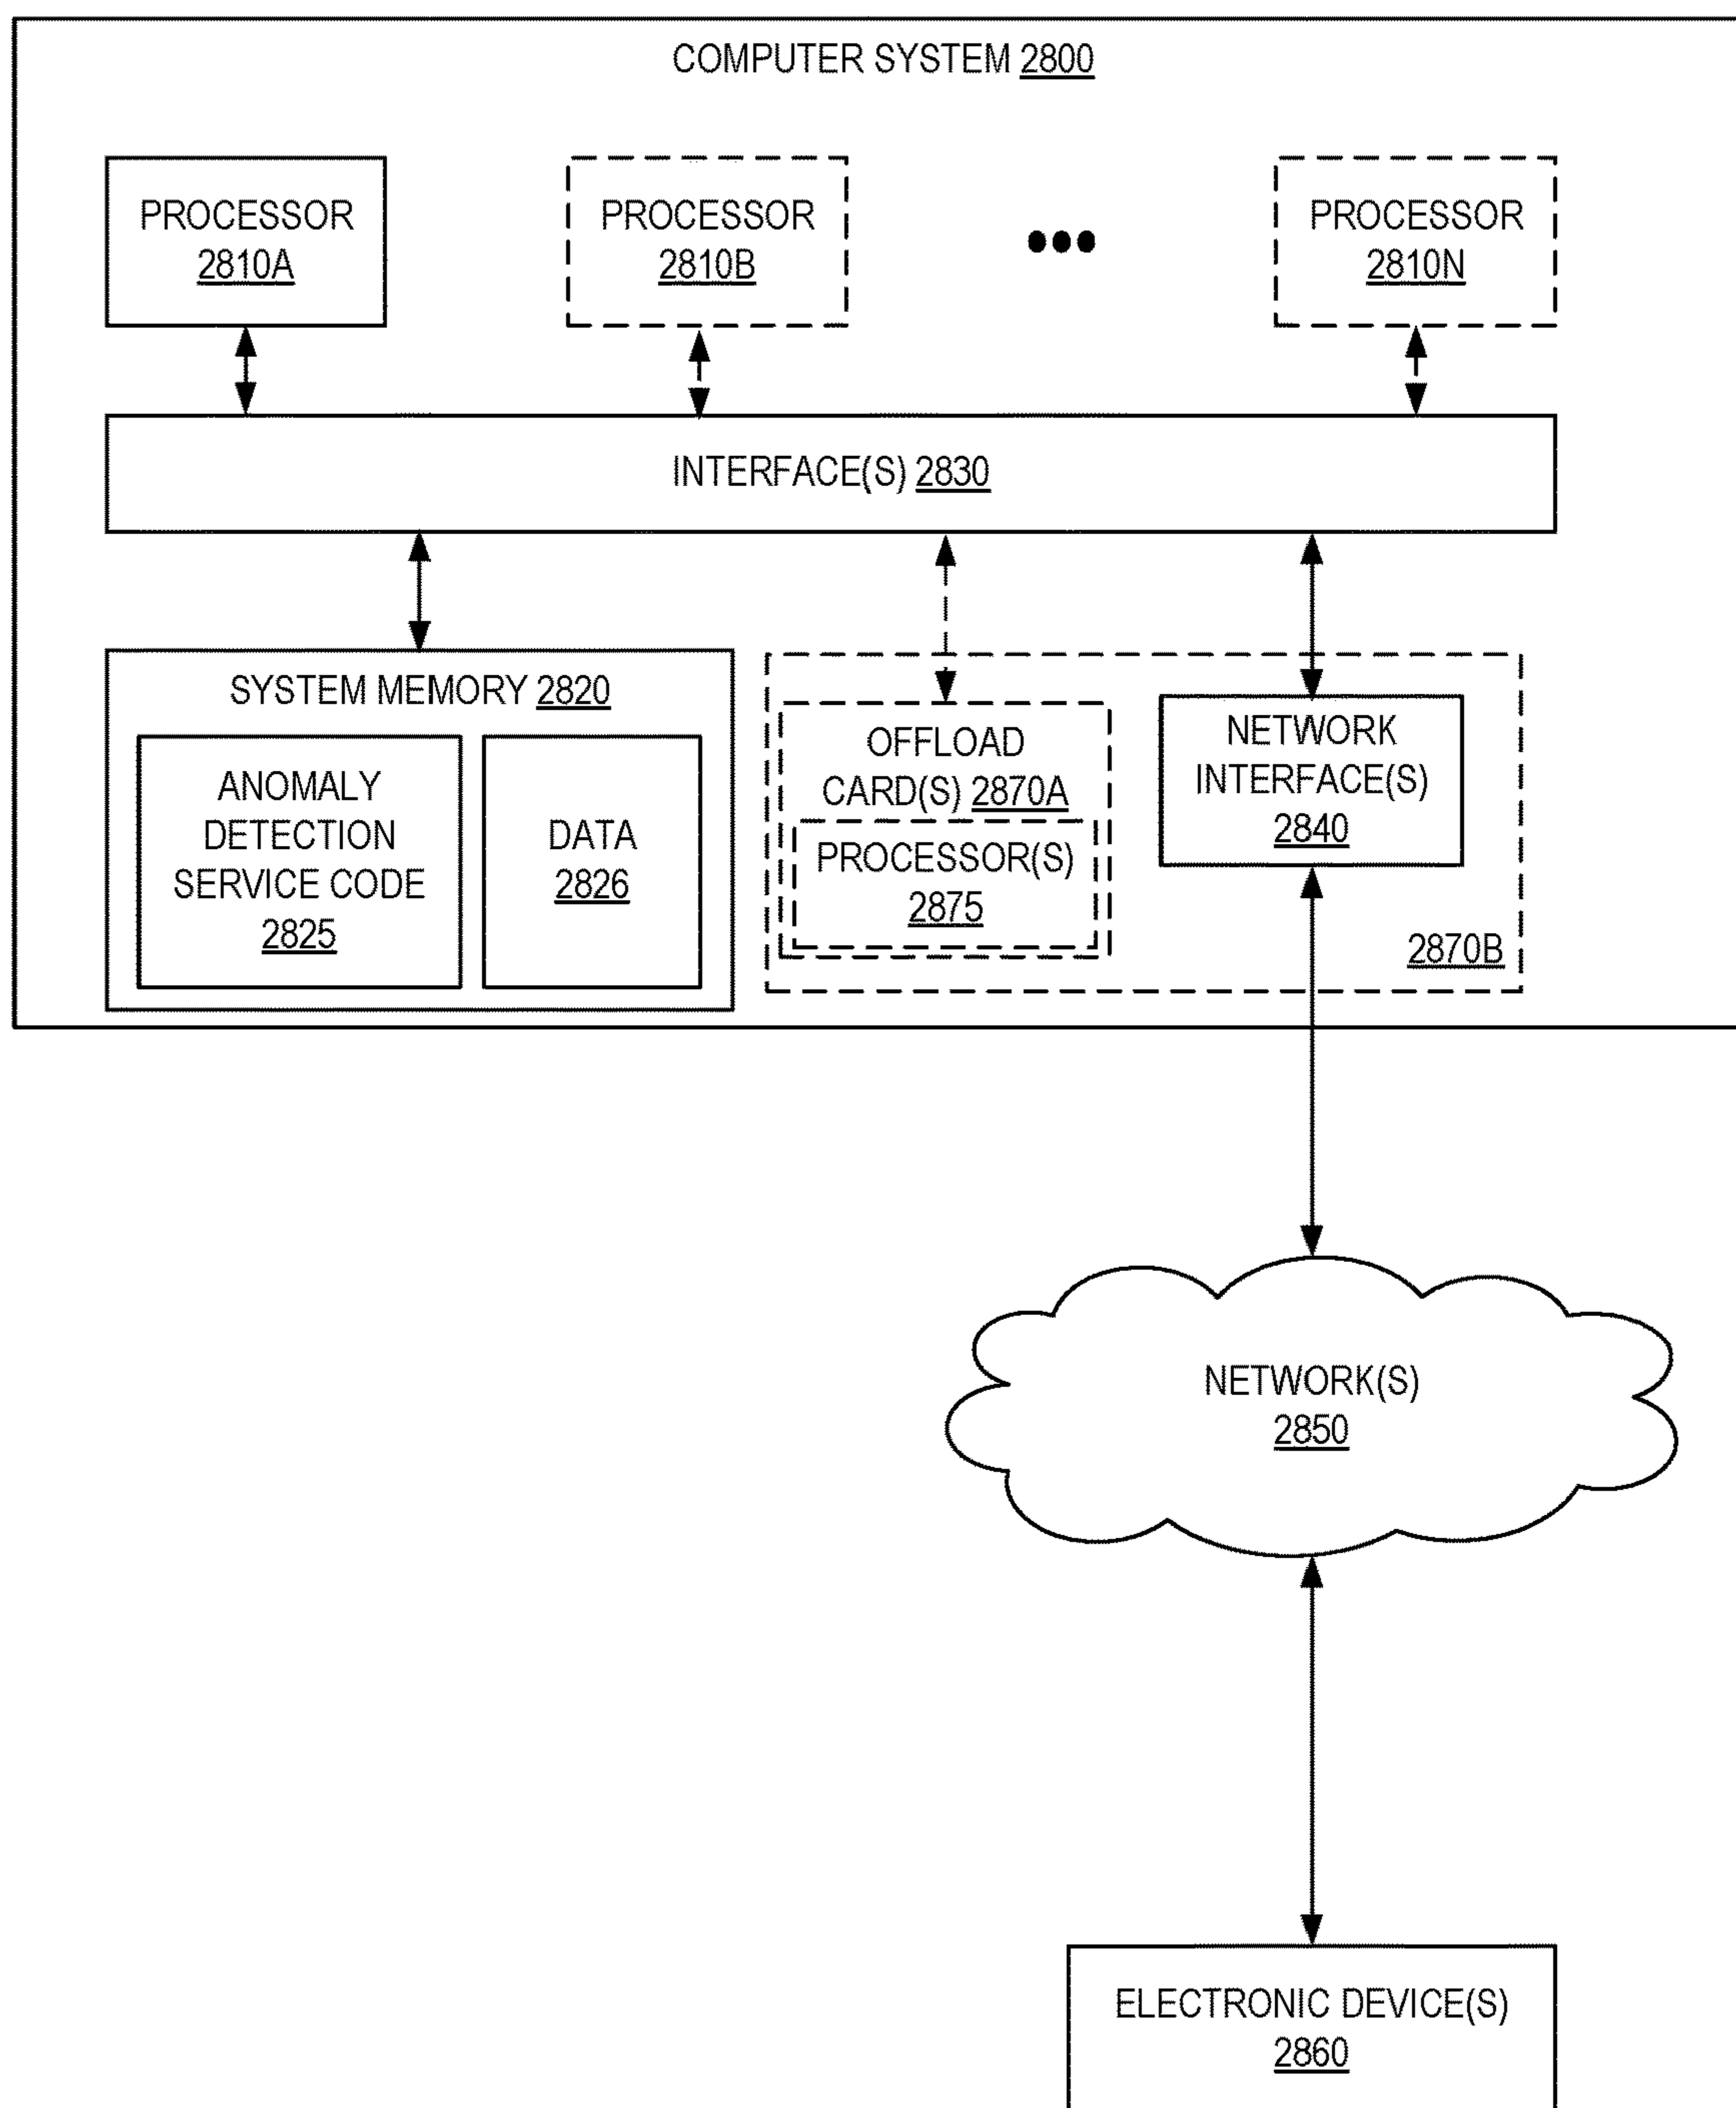 COMPUTER SYSTEM 2800
PROCESSOR
2810A
PROCESSOR
2810B
PROCESSOR
2810N
INTERFACE(S) 2830
SYSTEM MEMORY 2820
ANOMALY
DETECTION
SERVICE CODE
2825
DATA
2826
OFFLOAD
CARD(S) 2870A
PROCESSOR(S)
2875
NETWORK
INTERFACE(S)
2840
2870B
NETWORK(S)
2850
ELECTRONIC DEVICE(S)
2860